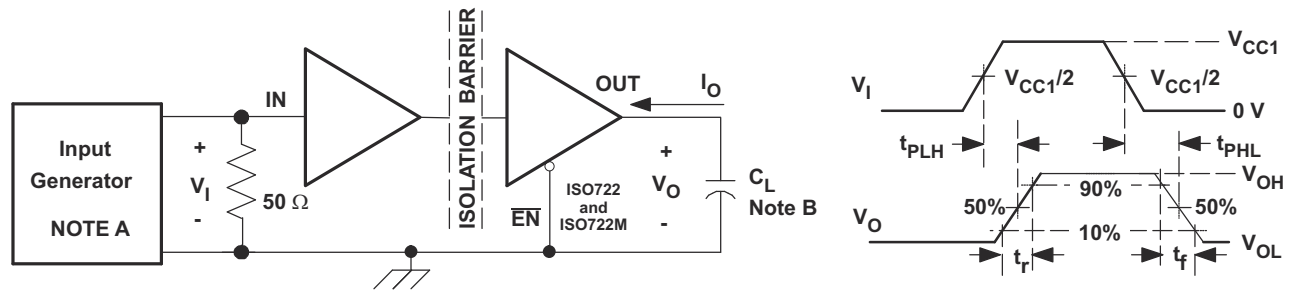 Input
Generator
NOTE A
+
V_I
-
50 Ω
IN
ISOLATION BARRIER
OUT
I_O
EN
ISO722
and
ISO722M
+
V_O
-
C_L
Note B
V_I
V_CC1
V_CC1/2
V_CC1/2
0 V
t_PLH
t_PHL
V_O
50%
90%
10%
50%
V_OH
V_OL
t_r
t_f